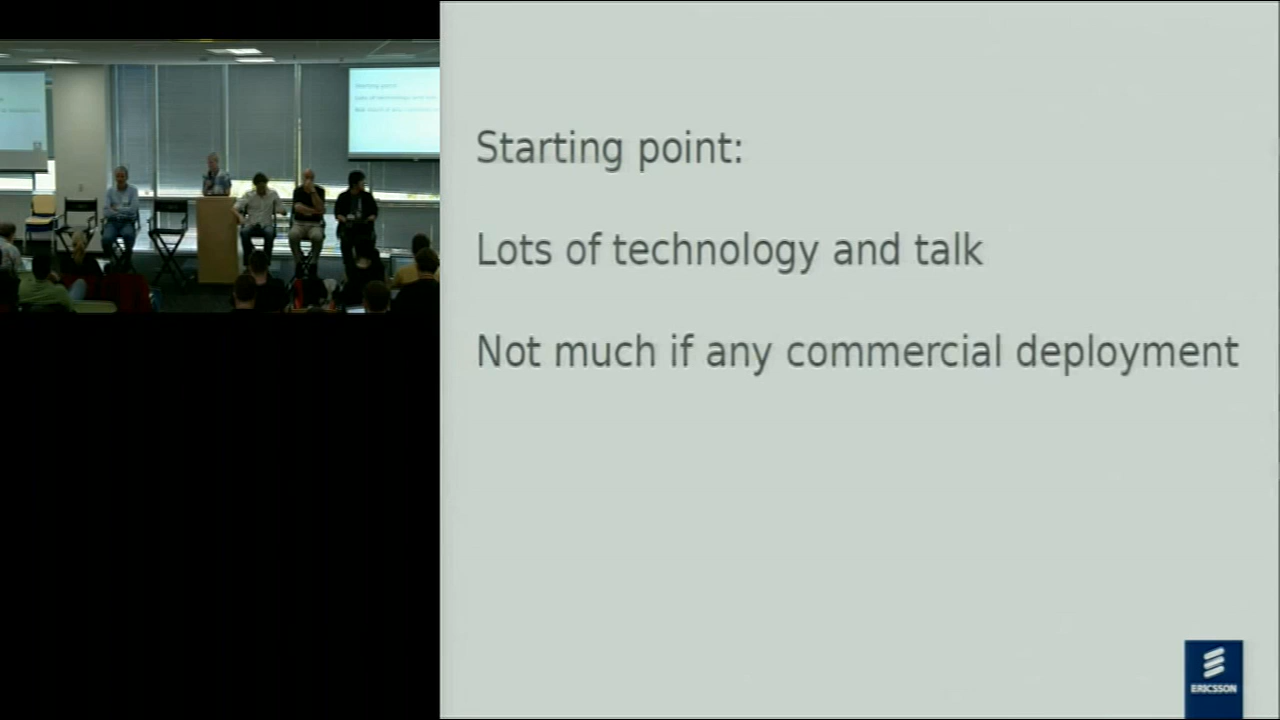 Starting point:
Lots of technology and talk
Not much if any commercial deployment
ERICSSON